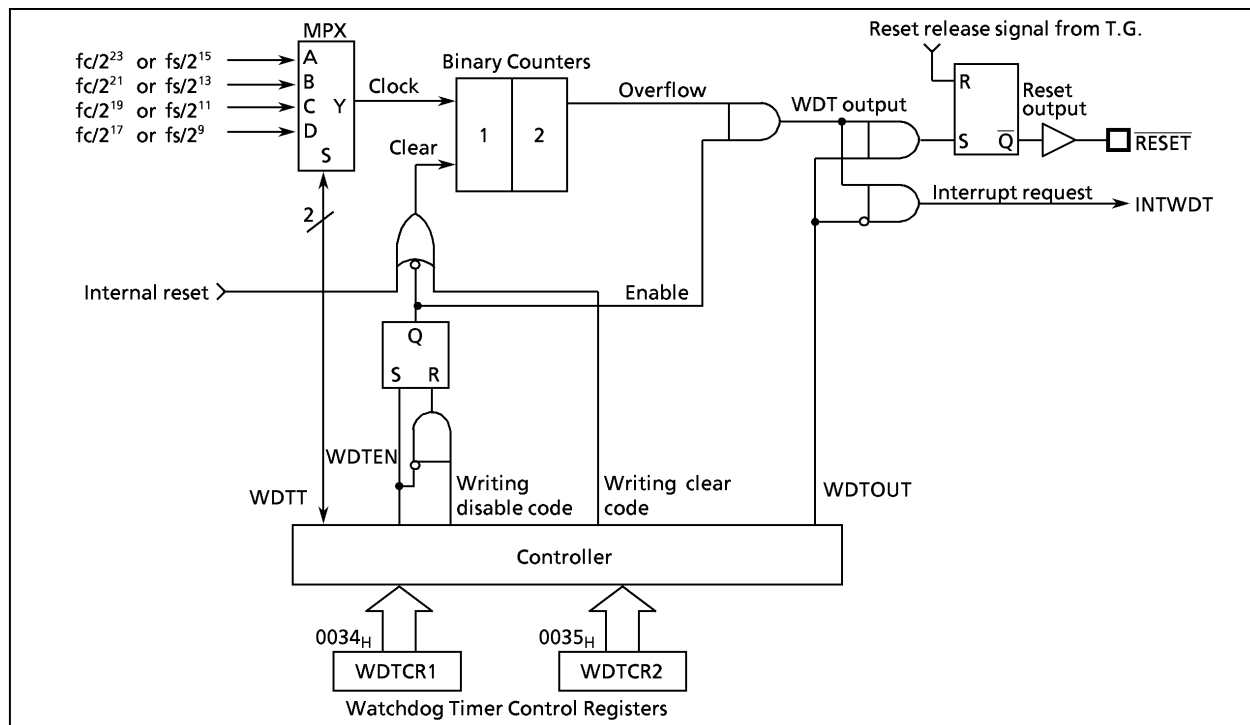 MPX
Reset release signal from T.G.
fc/2²³ or fs/2¹⁵
fc/2²¹ or fs/2¹³
fc/2¹⁹ or fs/2¹¹
fc/2¹⁷ or fs/2⁹
A
B
C
D
Y
S
Clock
Clear
Binary Counters
1
2
Overflow
WDT output
R
S
Q̅
Reset
output
R̅E̅S̅E̅T̅
Interrupt request
INTWDT
2
Internal reset
Enable
Q
S
R
WDTEN
WDTT
Writing
disable code
Writing clear
code
WDTOUT
Controller
0034H
0035H
WDTCR1
WDTCR2
Watchdog Timer Control Registers